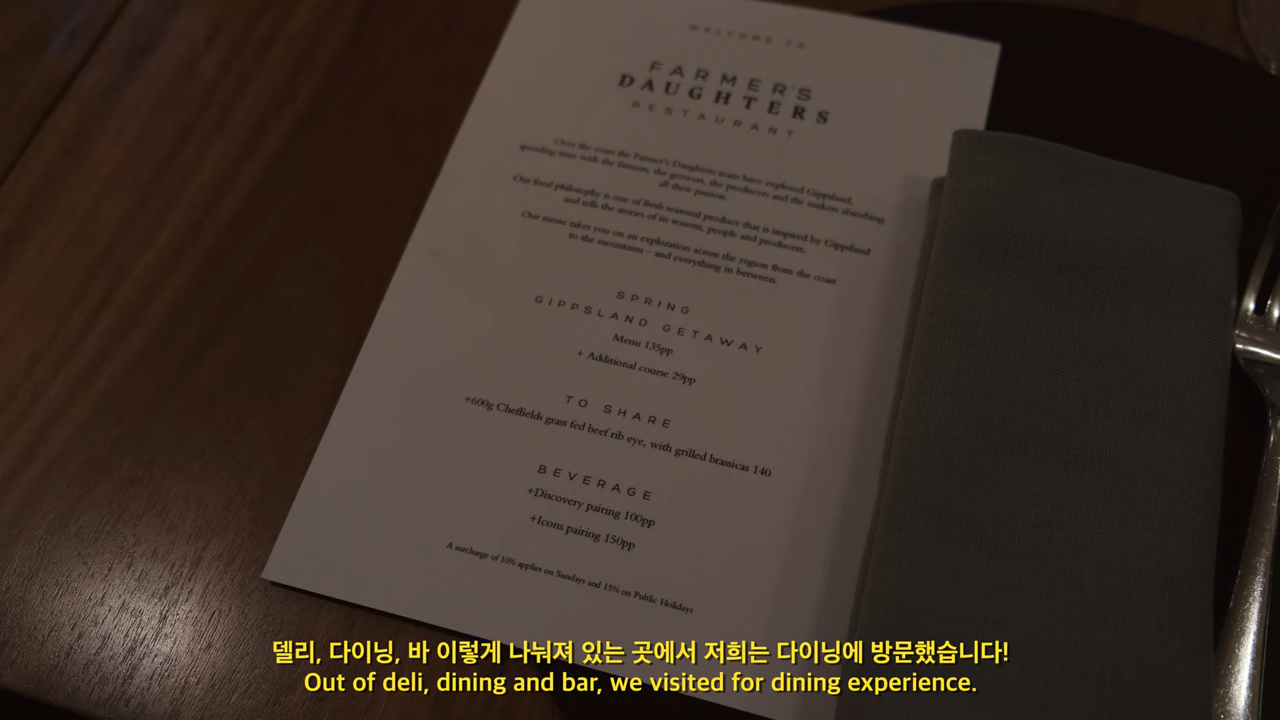 WELCOME TO
FARMER'S
DAUGHTERS
RESTAURANT
Over the years the Farmer's Daughters team have explored Gippsland,
spending time with the farmers, the growers, the producers and the makers absorbing
all their passion.
Our food philosophy is one of fresh seasonal produce that is inspired by Gippsland
and tells the stories of its seasons, people and producers.
Our menu takes you on an exploration across the region from the coast
to the mountains – and everything in between.
SPRING
GIPPSLAND GETAWAY
Menu 135pp
+ Additional course 29pp
TO SHARE
+600g Cheffields grass fed beef rib eye, with grilled brassicas 140
BEVERAGE
+Discovery pairing 100pp
+Icons pairing 150pp
A surcharge of 10% applies on Sundays and 15% on Public Holidays
델리, 다이닝, 바 이렇게 나눠져 있는 곳에서 저희는 다이닝에 방문했습니다!
Out of deli, dining and bar, we visited for dining experience.